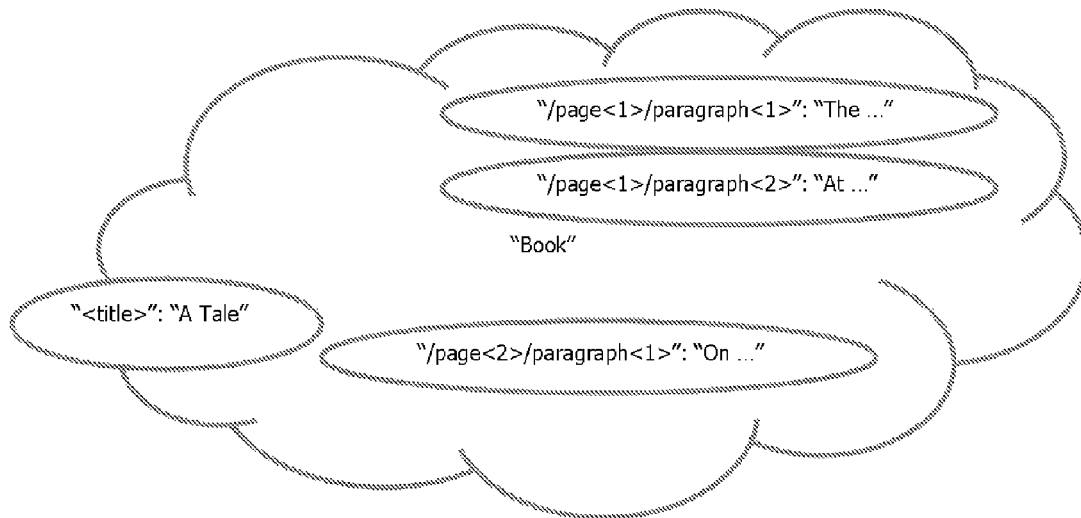 “/page<1>/paragraph<1>”: “The ...”
“/page<1>/paragraph<2>”: “At ...”
“Book”
“<title>”: “A Tale”
“/page<2>/paragraph<1>”: “On ...”